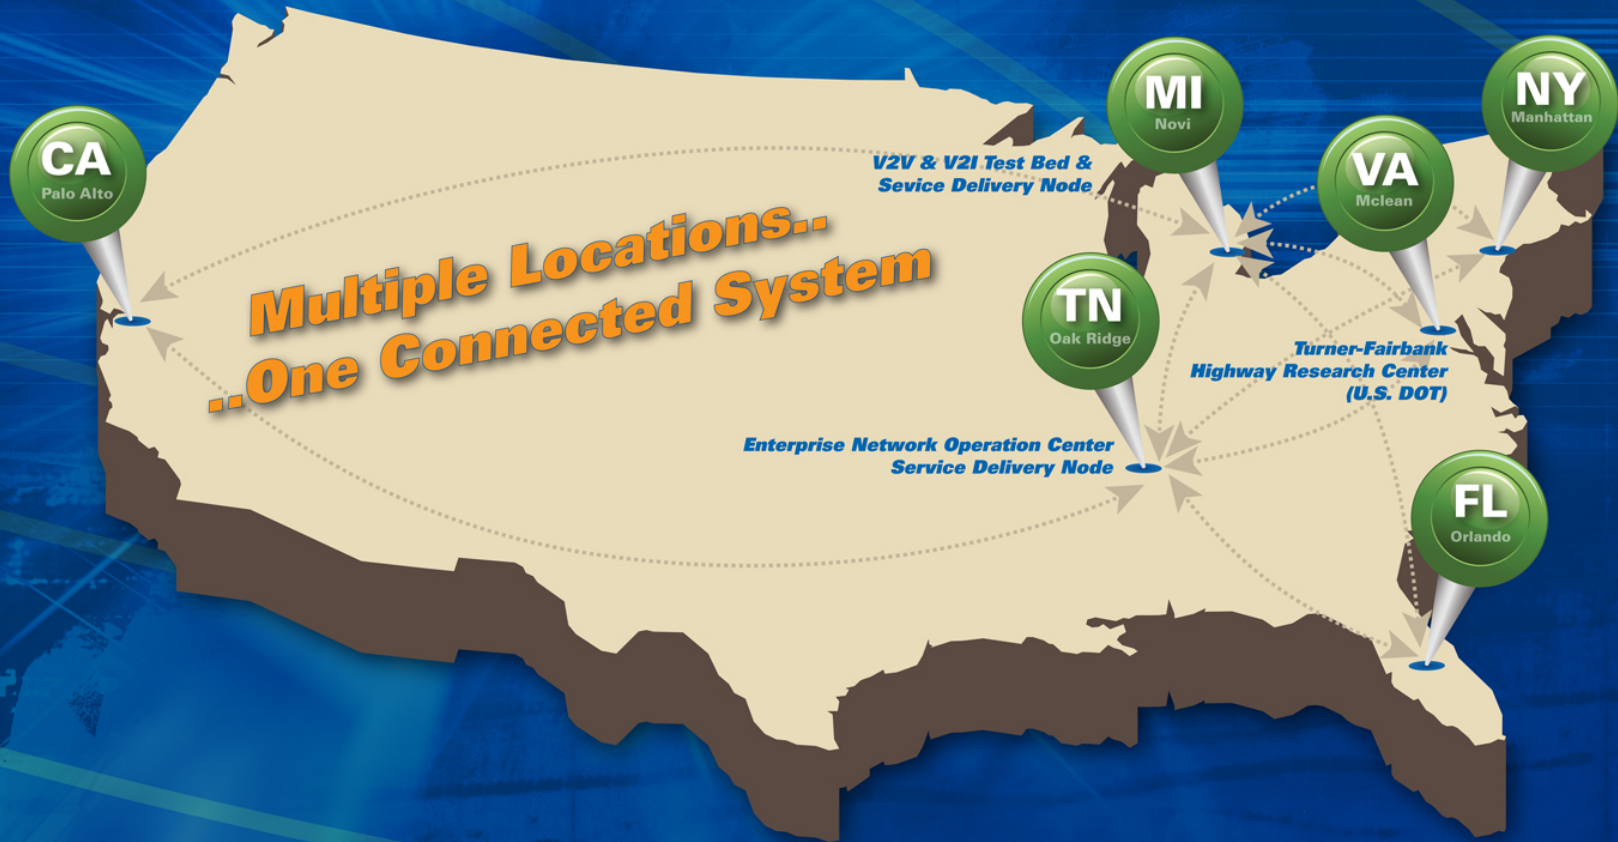 CA
Palo Alto
MI
Novi
NY
Manhattan
VA
Mclean
V2V & V2I Test Bed &
Sevice Delivery Node
Multiple Locations..
..One Connected System
TN
Oak Ridge
Turner-Fairbank
Highway Research Center
(U.S. DOT)
Enterprise Network Operation Center
Service Delivery Node
FL
Orlando